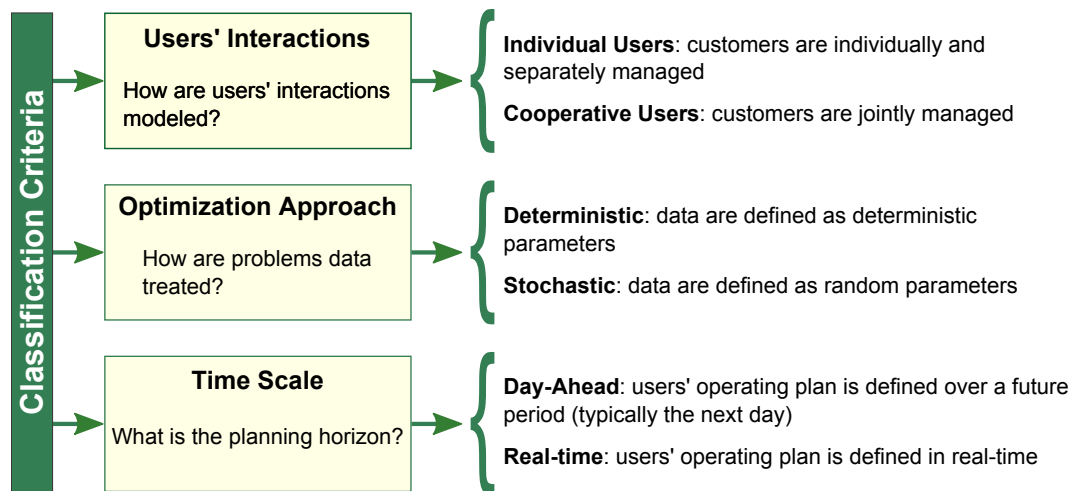 Classification Criteria
Users' Interactions
How are users' interactions
modeled?
Individual Users: customers are individually and
separately managed
Cooperative Users: customers are jointly managed
Optimization Approach
How are problems data
treated?
Deterministic: data are defined as deterministic
parameters
Stochastic: data are defined as random parameters
Time Scale
What is the planning horizon?
Day-Ahead: users' operating plan is defined over a future
period (typically the next day)
Real-time: users' operating plan is defined in real-time